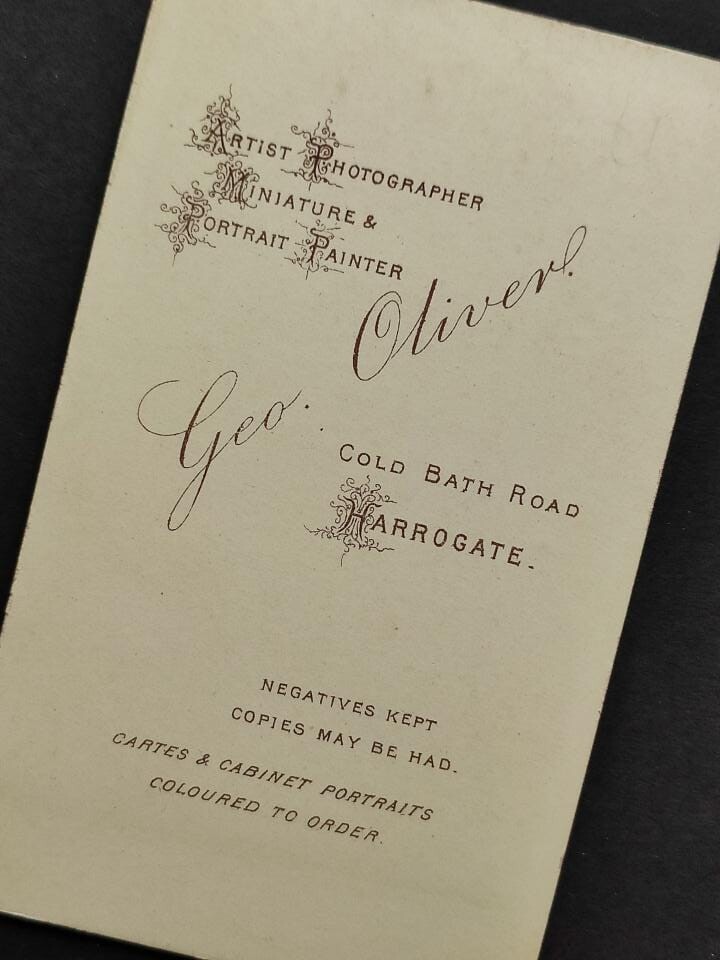 ARTIST PHOTOGRAPHER
MINIATURE &
PORTRAIT PAINTER
Geo. Oliver.
COLD BATH ROAD
HARROGATE.
NEGATIVES KEPT
COPIES MAY BE HAD.
CARTES & CABINET PORTRAITS
COLOURED TO ORDER.